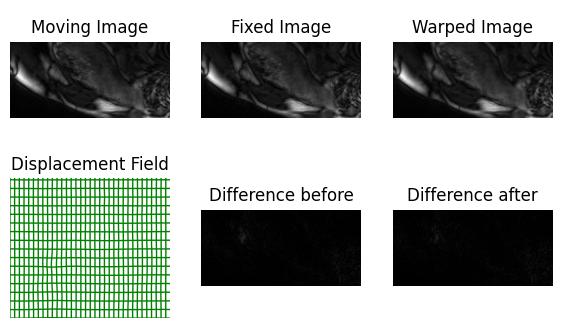 Moving Image
Fixed Image
Warped Image
Displacement Field
Difference before
Difference after